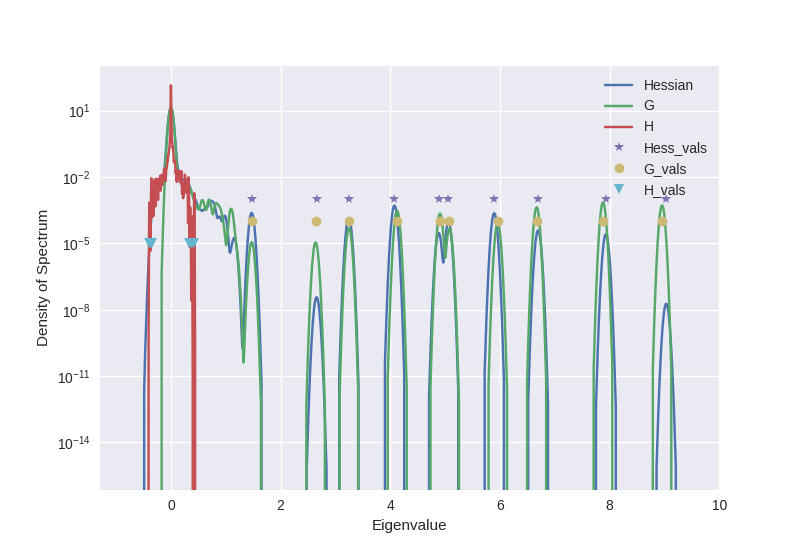 Hessian
G
H
Hess_vals
G_vals
H_vals
10^1
10^−2
10^−5
10^−8
10^−11
10^−14
Density of Spectrum
0 2 4 6 8 10
Eigenvalue